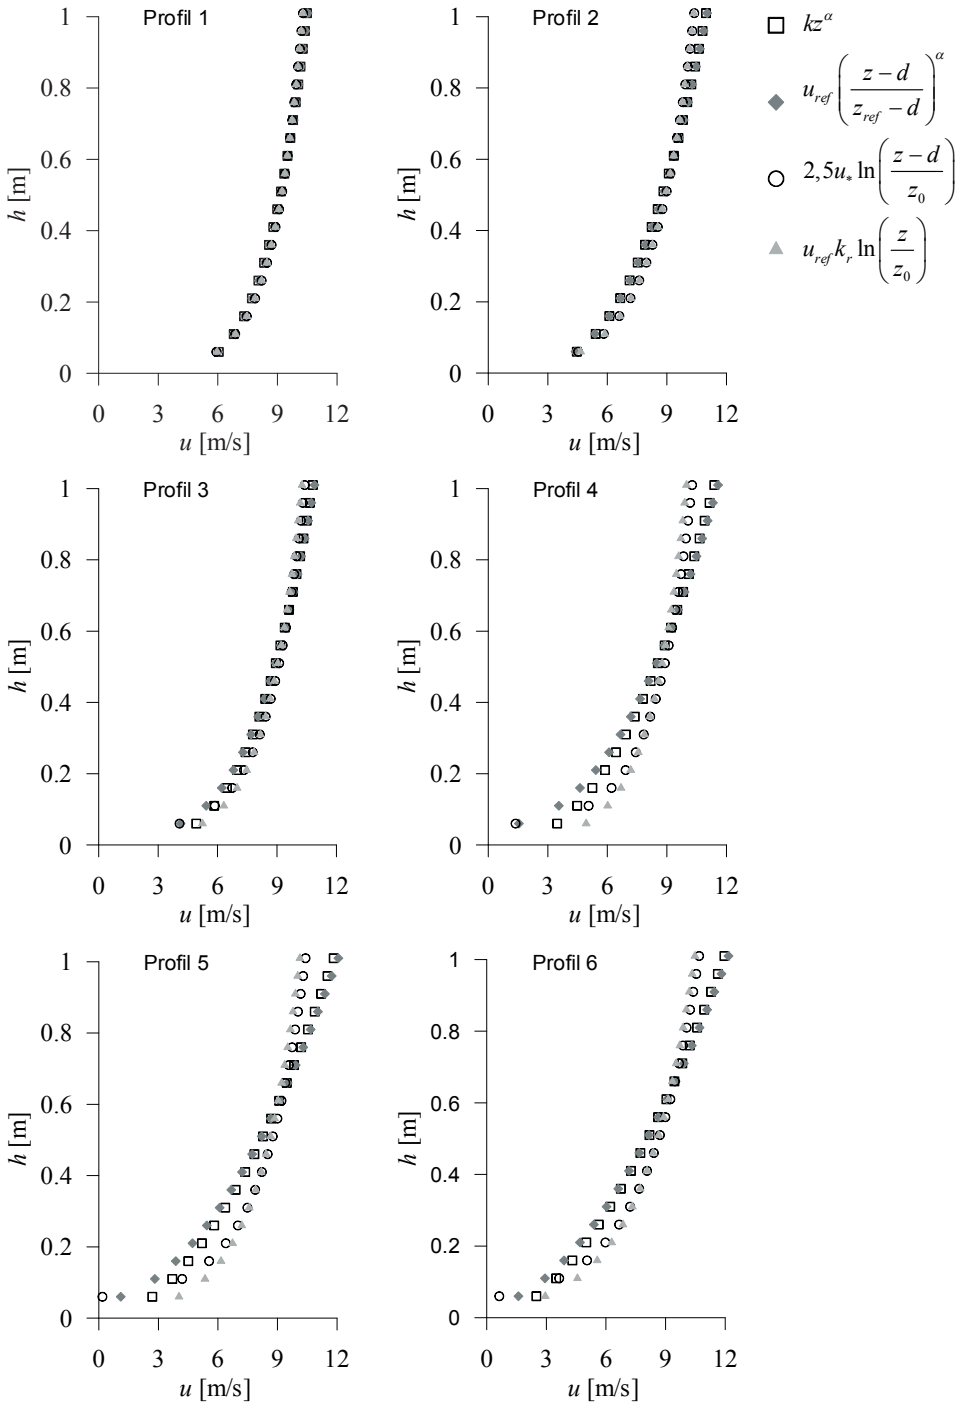 Profil 1
1
0.8
0.6
0.4
0.2
0
h [m]
0 3 6 9 12
u [m/s]
Profil 2
1
0.8
0.6
0.4
0.2
0
h [m]
0 3 6 9 12
u [m/s]
kz^α
u_ref ((z − d)/(z_ref − d))^α
2,5u_* ln((z − d)/z_0)
u_ref k_r ln(z/z_0)
Profil 3
1
0.8
0.6
0.4
0.2
0
h [m]
0 3 6 9 12
u [m/s]
Profil 4
1
0.8
0.6
0.4
0.2
0
h [m]
0 3 6 9 12
u [m/s]
Profil 5
1
0.8
0.6
0.4
0.2
0
h [m]
0 3 6 9 12
u [m/s]
Profil 6
1
0.8
0.6
0.4
0.2
0
h [m]
0 3 6 9 12
u [m/s]